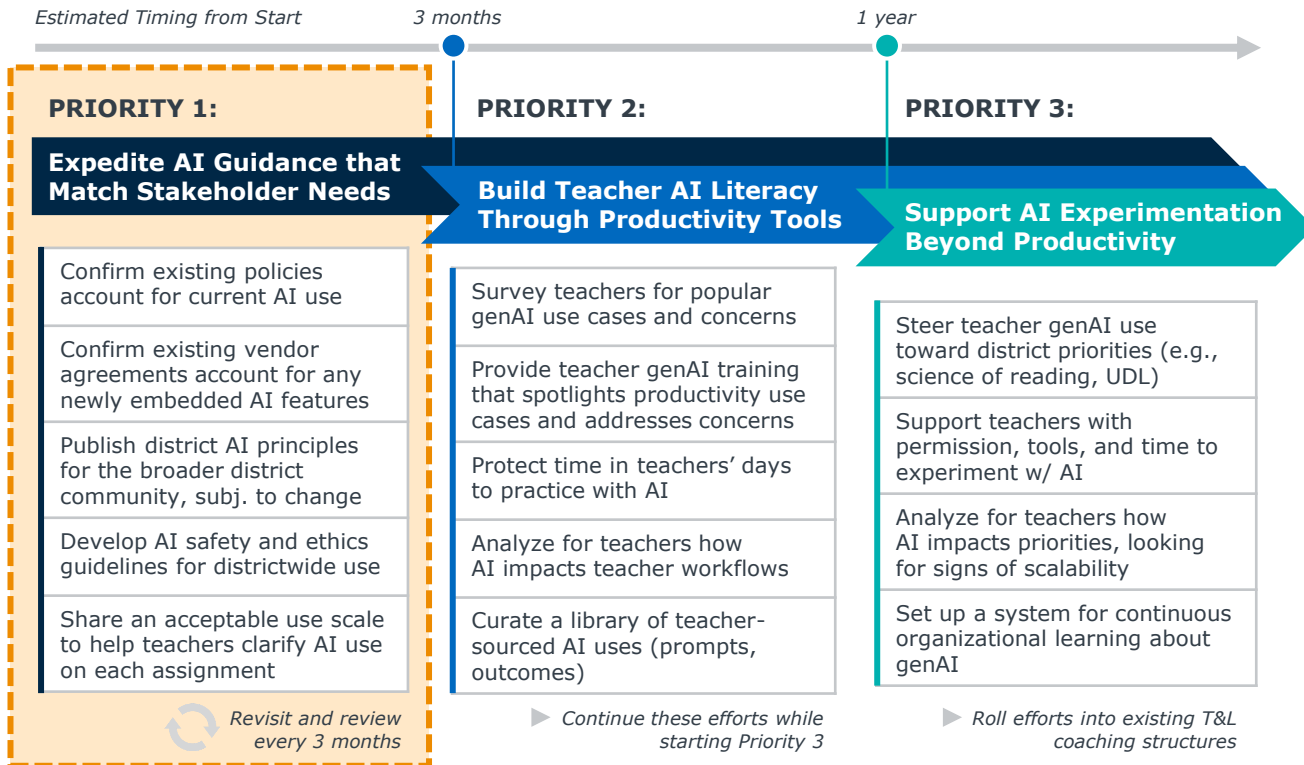 Estimated Timing from Start
3 months
1 year
PRIORITY 1:
Expedite AI Guidance that
Match Stakeholder Needs
Confirm existing policies
account for current AI use
Confirm existing vendor
agreements account for any
newly embedded AI features
Publish district AI principles
for the broader district
community, subj. to change
Develop AI safety and ethics
guidelines for districtwide use
Share an acceptable use scale
to help teachers clarify AI use
on each assignment
Revisit and review
every 3 months
PRIORITY 2:
Build Teacher AI Literacy
Through Productivity Tools
Survey teachers for popular
genAI use cases and concerns
Provide teacher genAI training
that spotlights productivity use
cases and addresses concerns
Protect time in teachers’ days
to practice with AI
Analyze for teachers how
AI impacts teacher workflows
Curate a library of teacher-
sourced AI uses (prompts,
outcomes)
Continue these efforts while
starting Priority 3
PRIORITY 3:
Support AI Experimentation
Beyond Productivity
Steer teacher genAI use
toward district priorities (e.g.,
science of reading, UDL)
Support teachers with
permission, tools, and time to
experiment w/ AI
Analyze for teachers how
AI impacts priorities, looking
for signs of scalability
Set up a system for continuous
organizational learning about
genAI
Roll efforts into existing T&L
coaching structures